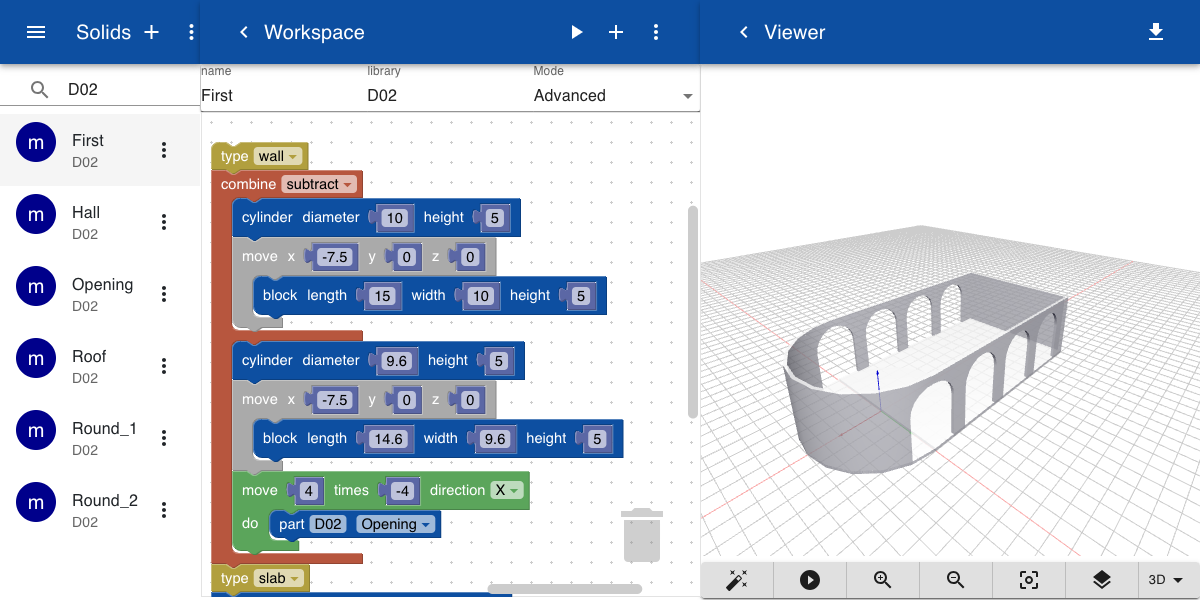 Solids + Workspace Viewer
D02
name library Mode
First D02 Advanced
m First
D02
m Hall
D02
m Opening
D02
m Roof
D02
m Round_1
D02
m Round_2
D02
type wall
combine subtract
cylinder diameter 10 height 5
move x -7.5 y 0 z 0
block length 15 width 10 height 5
cylinder diameter 9.6 height 5
move x -7.5 y 0 z 0
block length 14.6 width 9.6 height 5
move 4 times -4 direction X
do part D02 Opening
type slab
3D